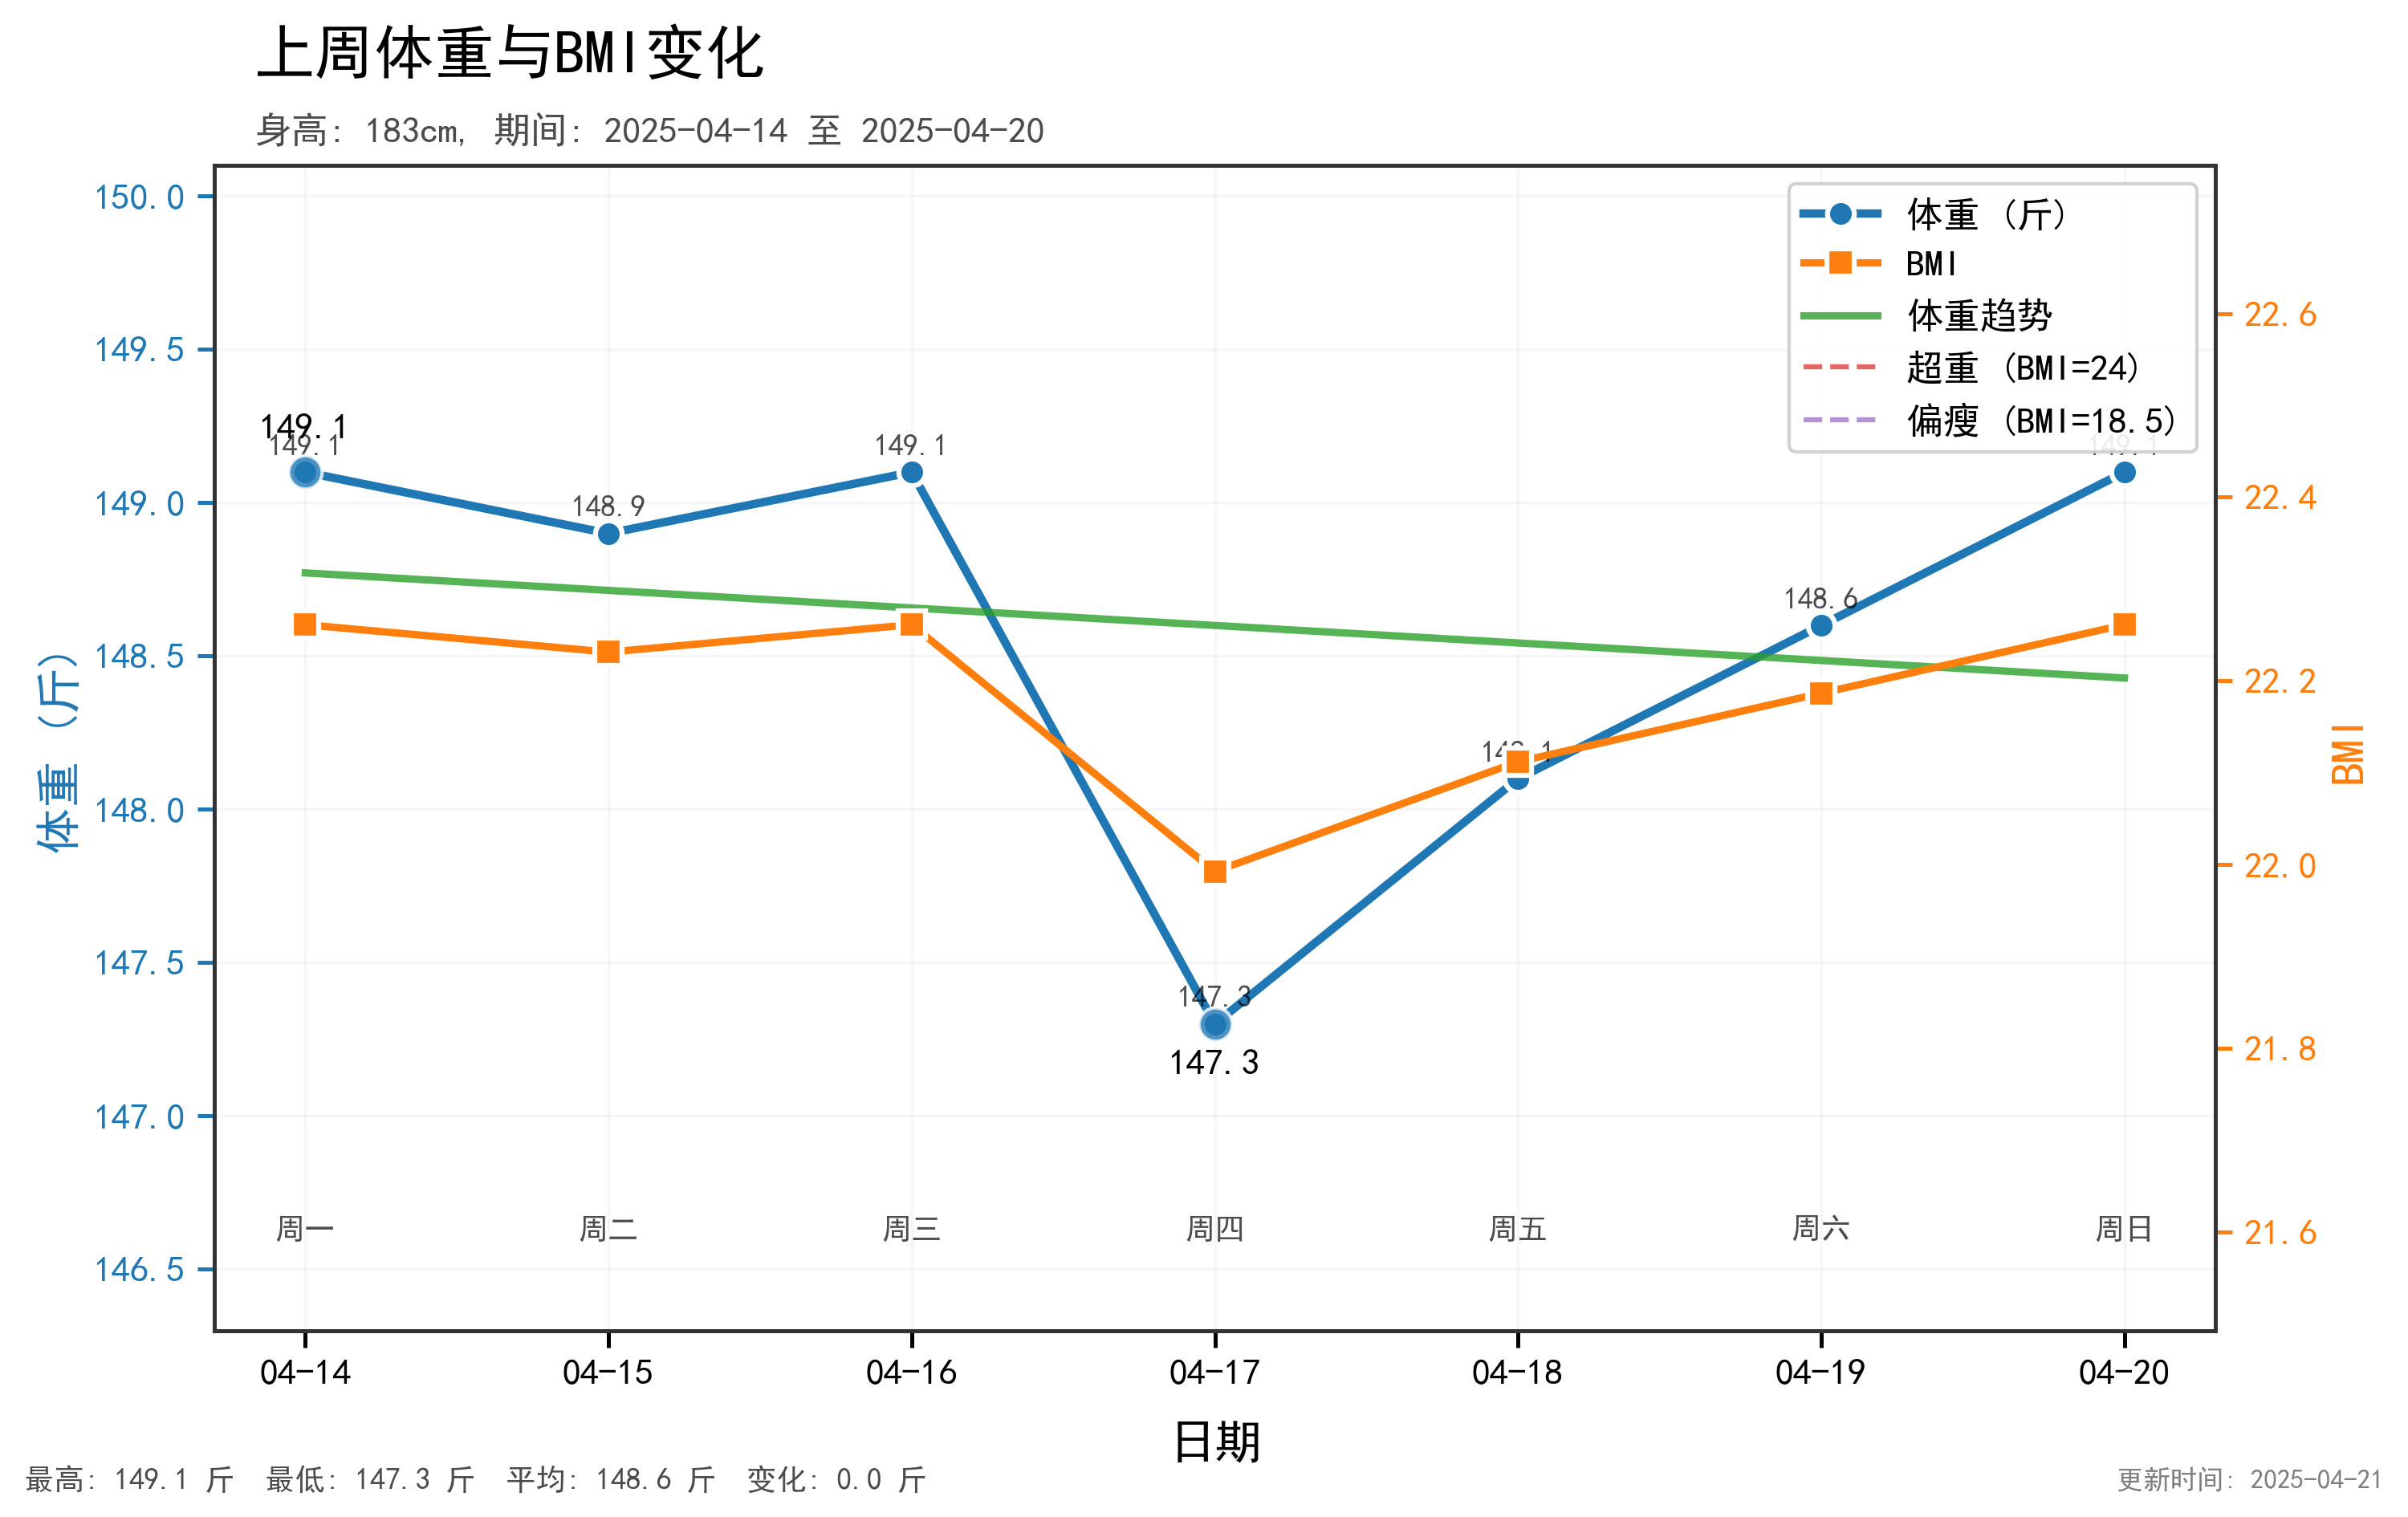 上周体重与BMI变化
身高: 183cm, 期间: 2025-04-14 至 2025-04-20
体重 (斤)
BMI
体重趋势
超重 (BMI=24)
偏瘦 (BMI=18.5)
150.0
149.5
149.0
148.5
148.0
147.5
147.0
146.5
体重 (斤)
149.1
149.1
148.9
149.1
147.3
147.3
148.1
148.6
149.1
22.6
22.4
22.2
22.0
21.8
21.6
BMI
周一 周二 周三 周四 周五 周六 周日
04-14 04-15 04-16 04-17 04-18 04-19 04-20
日期
最高: 149.1 斤 最低: 147.3 斤 平均: 148.6 斤 变化: 0.0 斤
更新时间: 2025-04-21